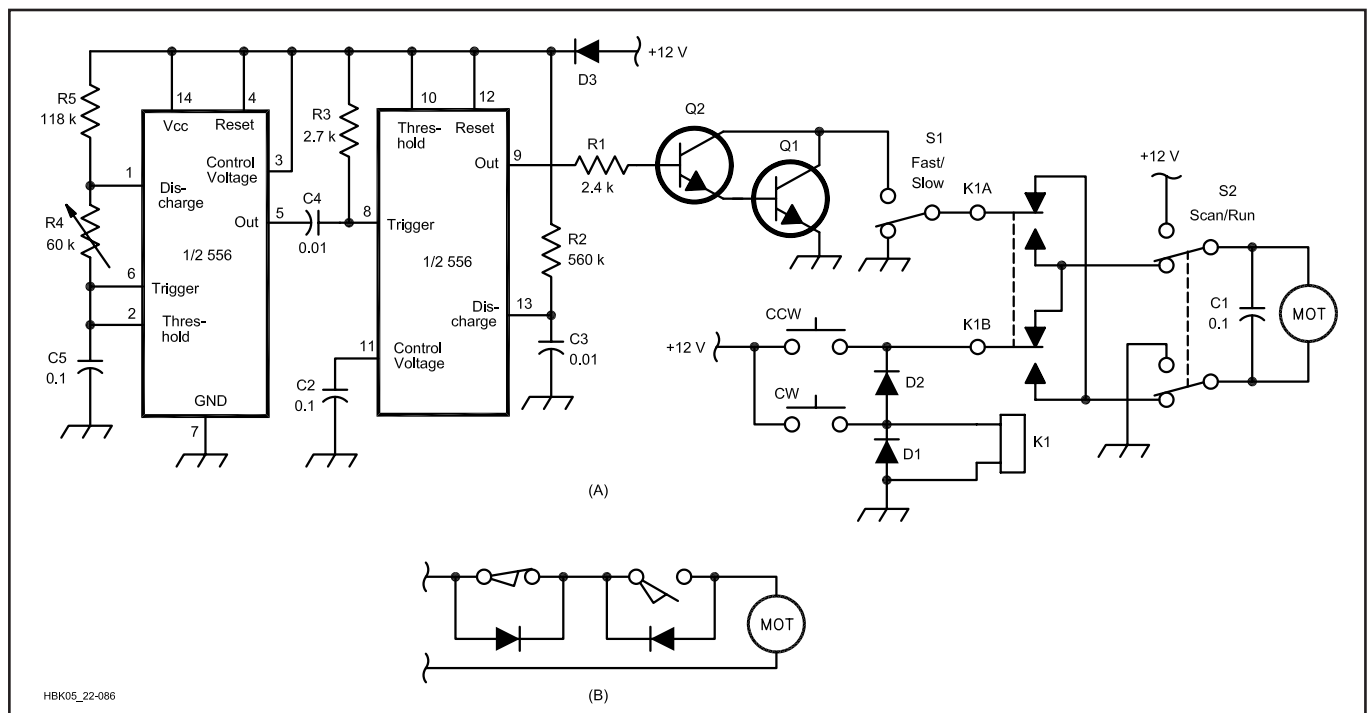 +12 V
D3
R5
118 k
14
4
Vcc
Reset
Control
Voltage
3
1
Dis-
charge
R4
60 k
Out
5
1/2 556
6
Trigger
2
Thres-
hold
C5
0.1
GND
7
C4
0.01
R3
2.7 k
10
12
Thres-
hold
Reset
Out
9
8
Trigger
1/2 556
Dis-
charge
13
11
Control
Voltage
C2
0.1
R2
560 k
C3
0.01
R1
2.4 k
Q2
Q1
S1
Fast/
Slow
K1A
+12 V
S2
Scan/Run
C1
0.1
MOT
CCW
+12 V
K1B
D2
CW
D1
K1
(A)
MOT
(B)
HBK05_22-086